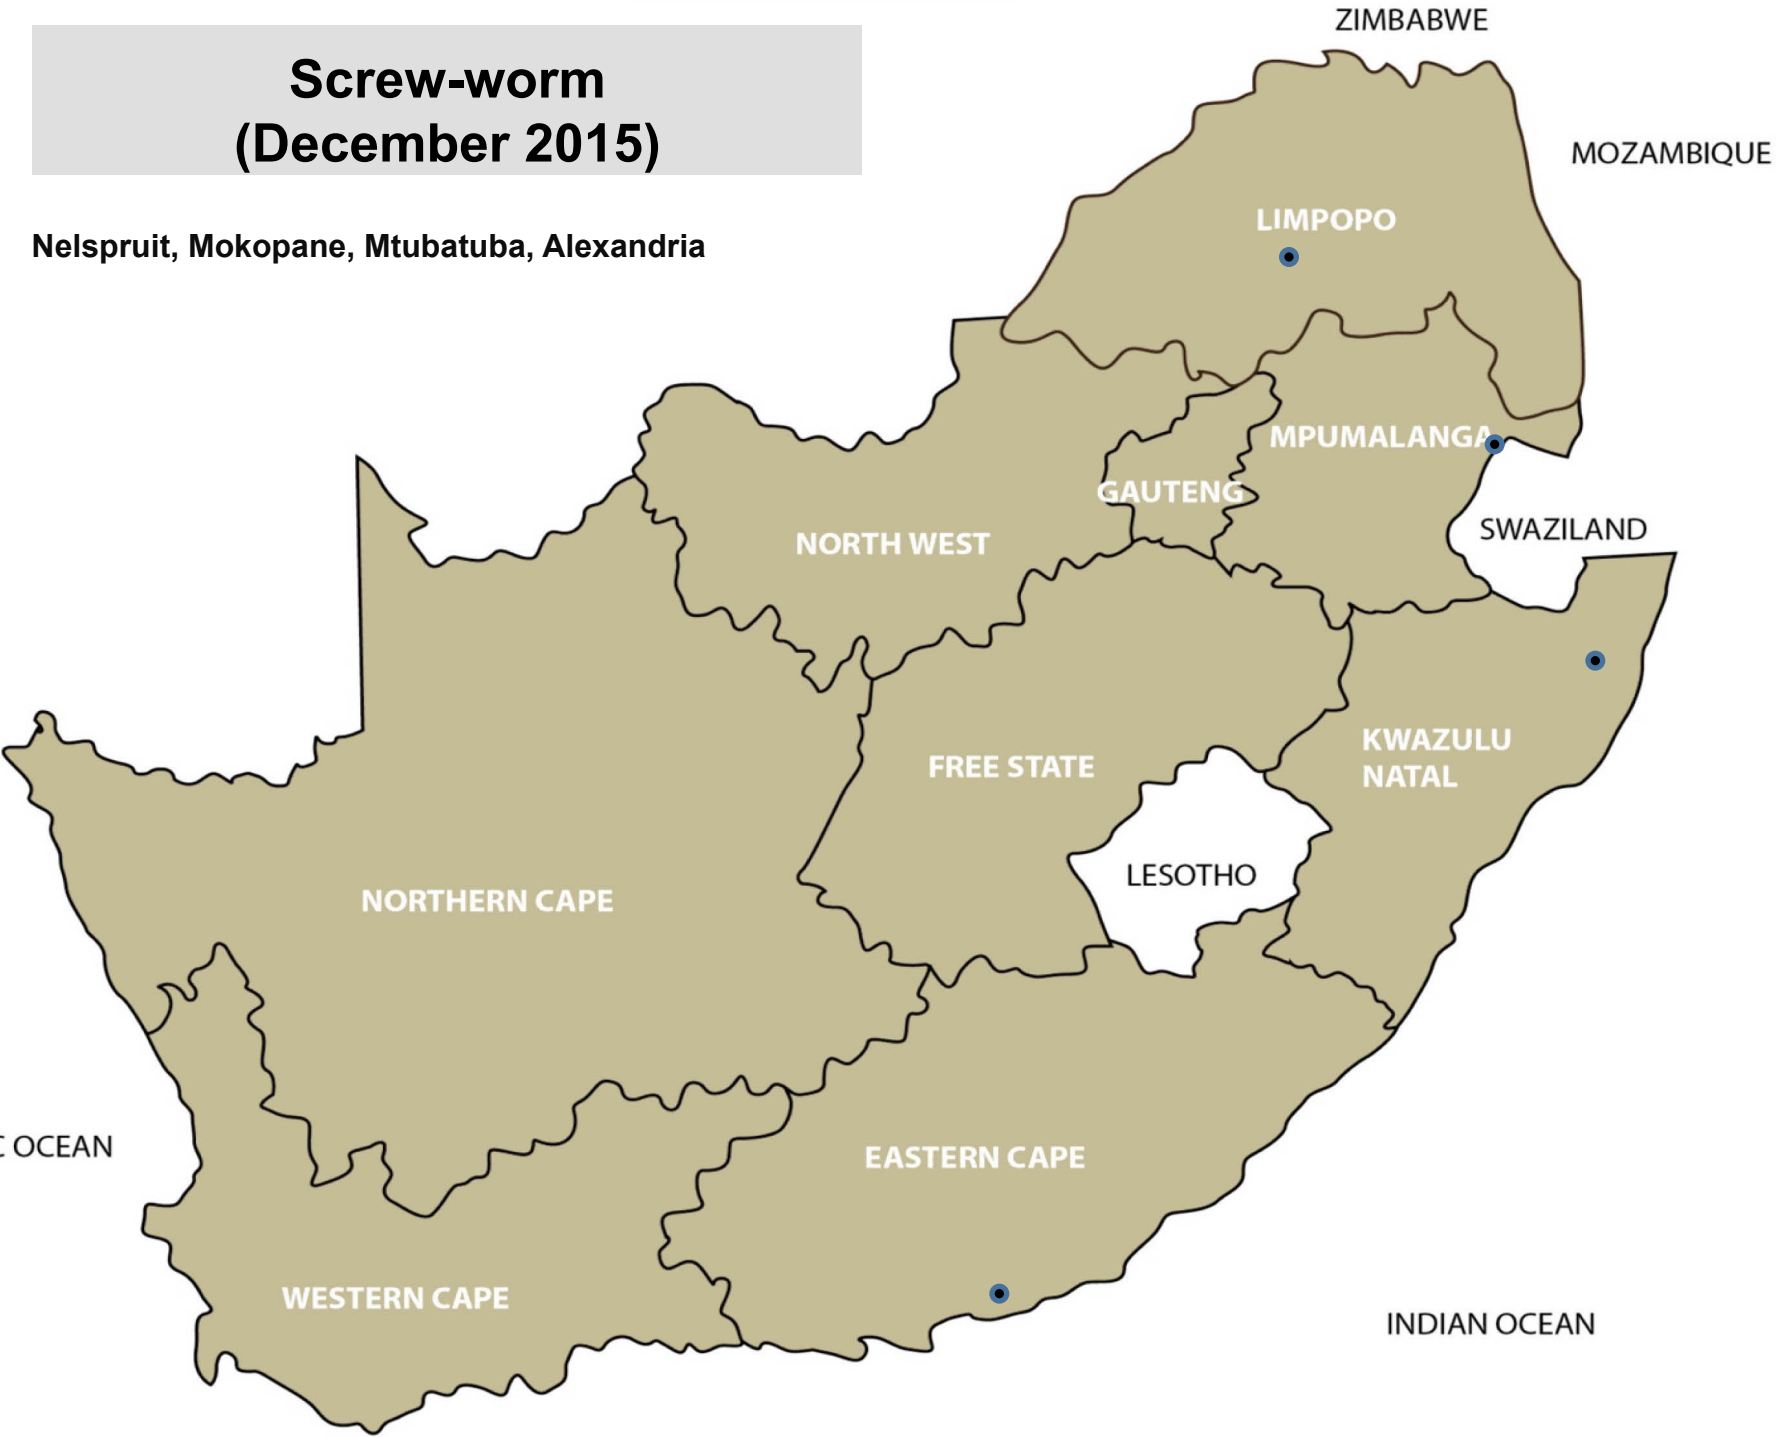 Screw-worm
(December 2015)
Nelspruit, Mokopane, Mtubatuba, Alexandria
ZIMBABWE
MOZAMBIQUE
LIMPOPO
MPUMALANGA
GAUTENG
SWAZILAND
NORTH WEST
KWAZULU
NATAL
FREE STATE
LESOTHO
NORTHERN CAPE
C OCEAN
EASTERN CAPE
WESTERN CAPE
INDIAN OCEAN